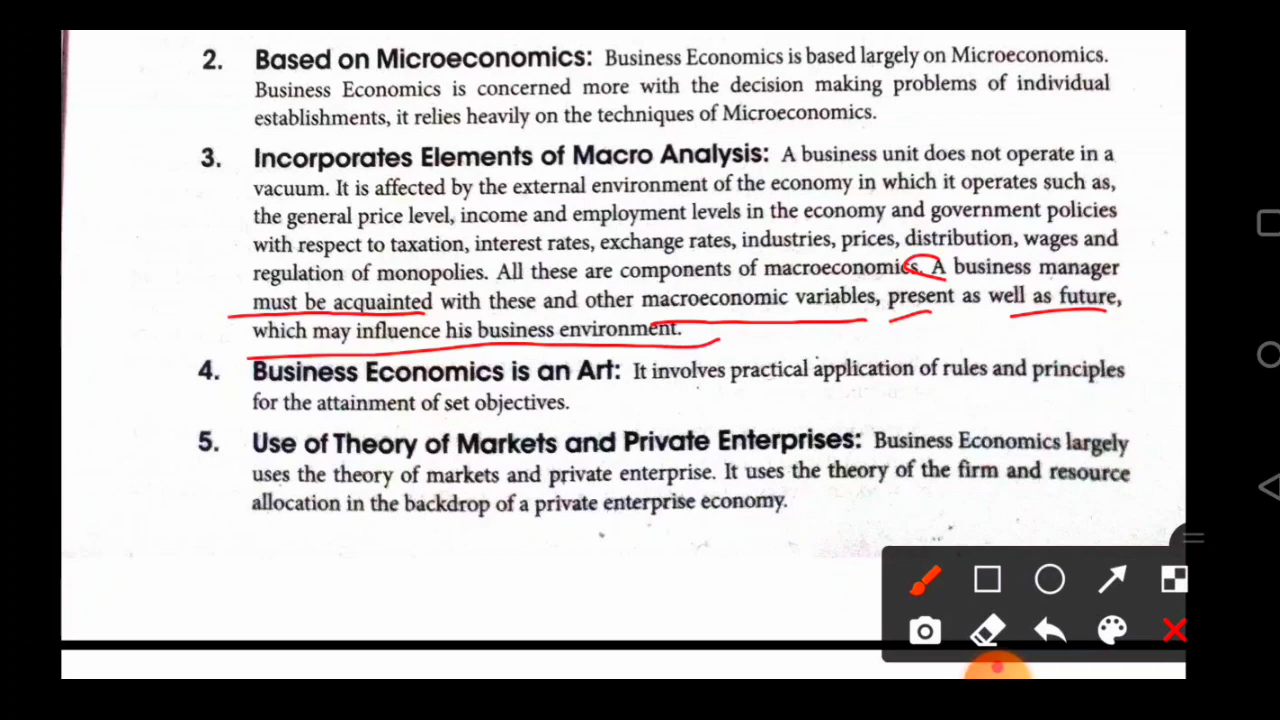 2. Based on Microeconomics: Business Economics is based largely on Microeconomics.
Business Economics is concerned more with the decision making problems of individual
establishments, it relies heavily on the techniques of Microeconomics.
3. Incorporates Elements of Macro Analysis: A business unit does not operate in a
vacuum. It is affected by the external environment of the economy in which it operates such as,
the general price level, income and employment levels in the economy and government policies
with respect to taxation, interest rates, exchange rates, industries, prices, distribution, wages and
regulation of monopolies. All these are components of macroeconomics. A business manager
must be acquainted with these and other macroeconomic variables, present as well as future,
which may influence his business environment.
4. Business Economics is an Art: It involves practical application of rules and principles
for the attainment of set objectives.
5. Use of Theory of Markets and Private Enterprises: Business Economics largely
uses the theory of markets and private enterprise. It uses the theory of the firm and resource
allocation in the backdrop of a private enterprise economy.